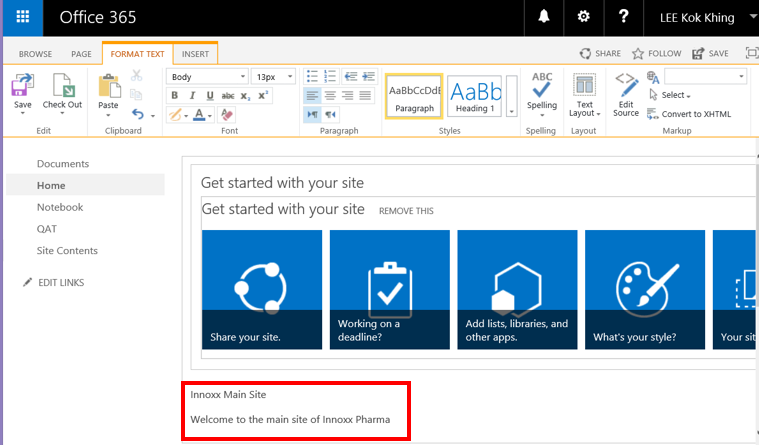 Office 365
?
LEE Kok Khing
BROWSE PAGE FORMAT TEXT INSERT
SHARE FOLLOW SAVE
Save
Check Out
Edit
Paste
Clipboard
Body 13px
B I U abc x₂ x²
A
Font
Paragraph
AaBbCcDdE
Paragraph
AaBb
Heading 1
Styles
ABC
Spelling
Spelling
Text
Layout
Layout
Edit
Source
Select
Convert to XHTML
Markup
Documents
Home
Notebook
QAT
Site Contents
EDIT LINKS
Get started with your site
Get started with your site REMOVE THIS
Share your site.
Working on a
deadline?
Add lists, libraries, and
other apps.
What's your style?
Your sit
Innoxx Main Site
Welcome to the main site of Innoxx Pharma